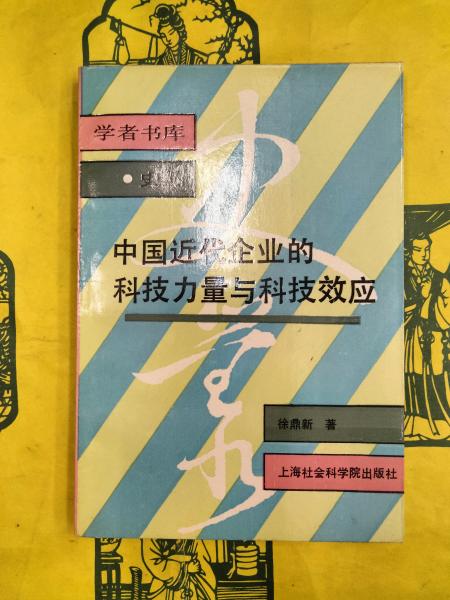 学者书库
·史
中国近代企业的
科技力量与科技效应
徐鼎新 著
上海社会科学院出版社